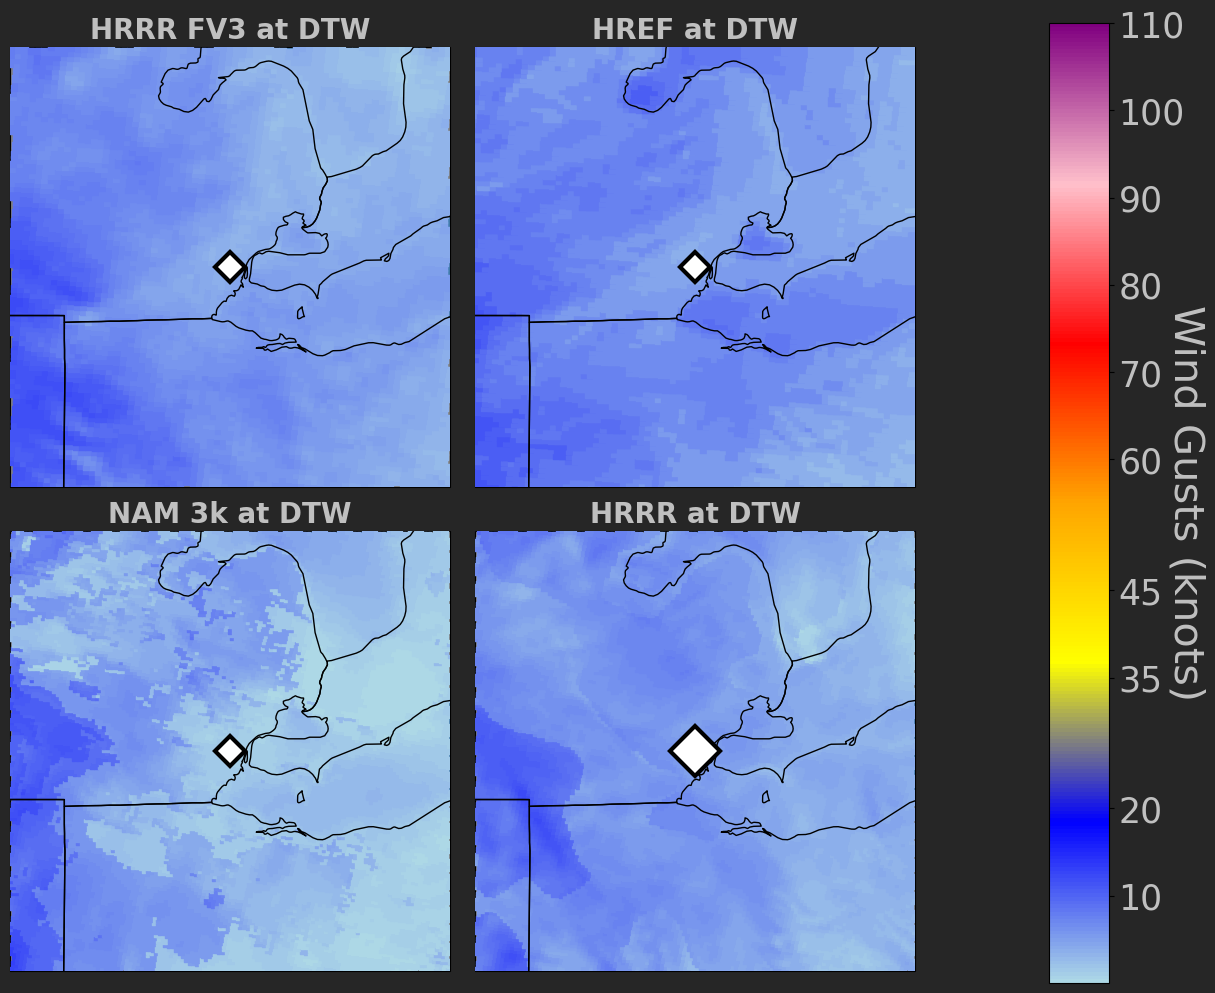 HRRR FV3 at DTW
HREF at DTW
NAM 3k at DTW
HRRR at DTW
110
100
90
80
70
60
45
35
20
10
Wind Gusts (knots)